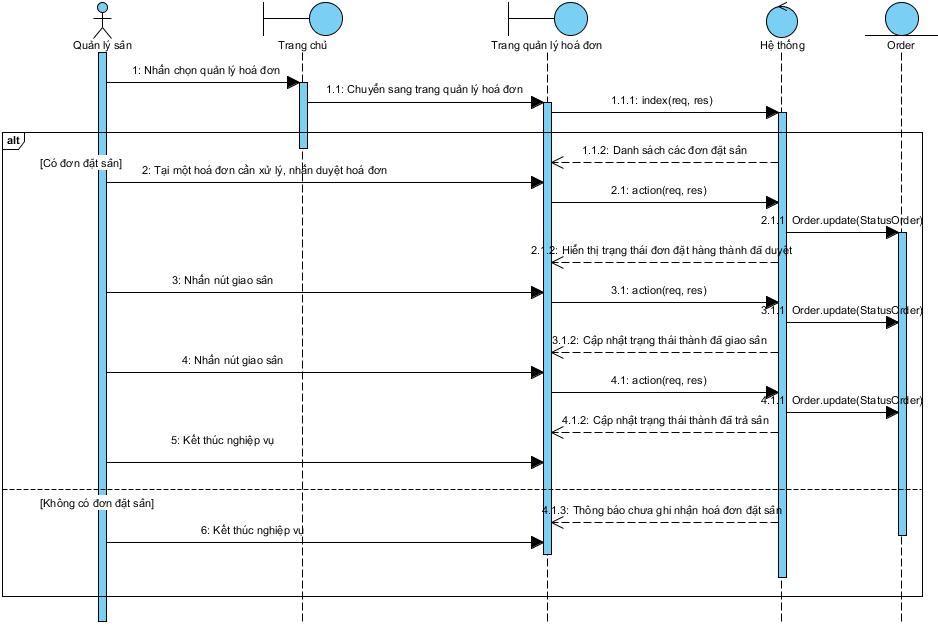 Quản lý sân
Trang chủ
Trang quản lý hoá đơn
Hệ thống
Order
1: Nhấn chọn quản lý hoá đơn
1.1: Chuyển sang trang quản lý hoá đơn
1.1.1: index(req, res)
alt
[Có đơn đặt sân]
1.1.2: Danh sách các đơn đặt sân
2: Tại một hoá đơn cần xử lý, nhấn duyệt hoá đơn
2.1: action(req, res)
2.1.1 Order.update(StatusOrder)
2.1.2: Hiển thị trạng thái đơn đặt hàng thành đã duyệt
3: Nhấn nút giao sân
3.1: action(req, res)
3.1.1 Order.update(StatusOrder)
3.1.2: Cập nhật trạng thái thành đã giao sân
4: Nhấn nút giao sân
4.1: action(req, res)
4.1.1 Order.update(StatusOrder)
4.1.2: Cập nhật trạng thái thành đã trả sân
5: Kết thúc nghiệp vụ
[Không có đơn đặt sân]
4.1.3: Thông báo chưa ghi nhận hoá đơn đặt sân
6: Kết thúc nghiệp vụ